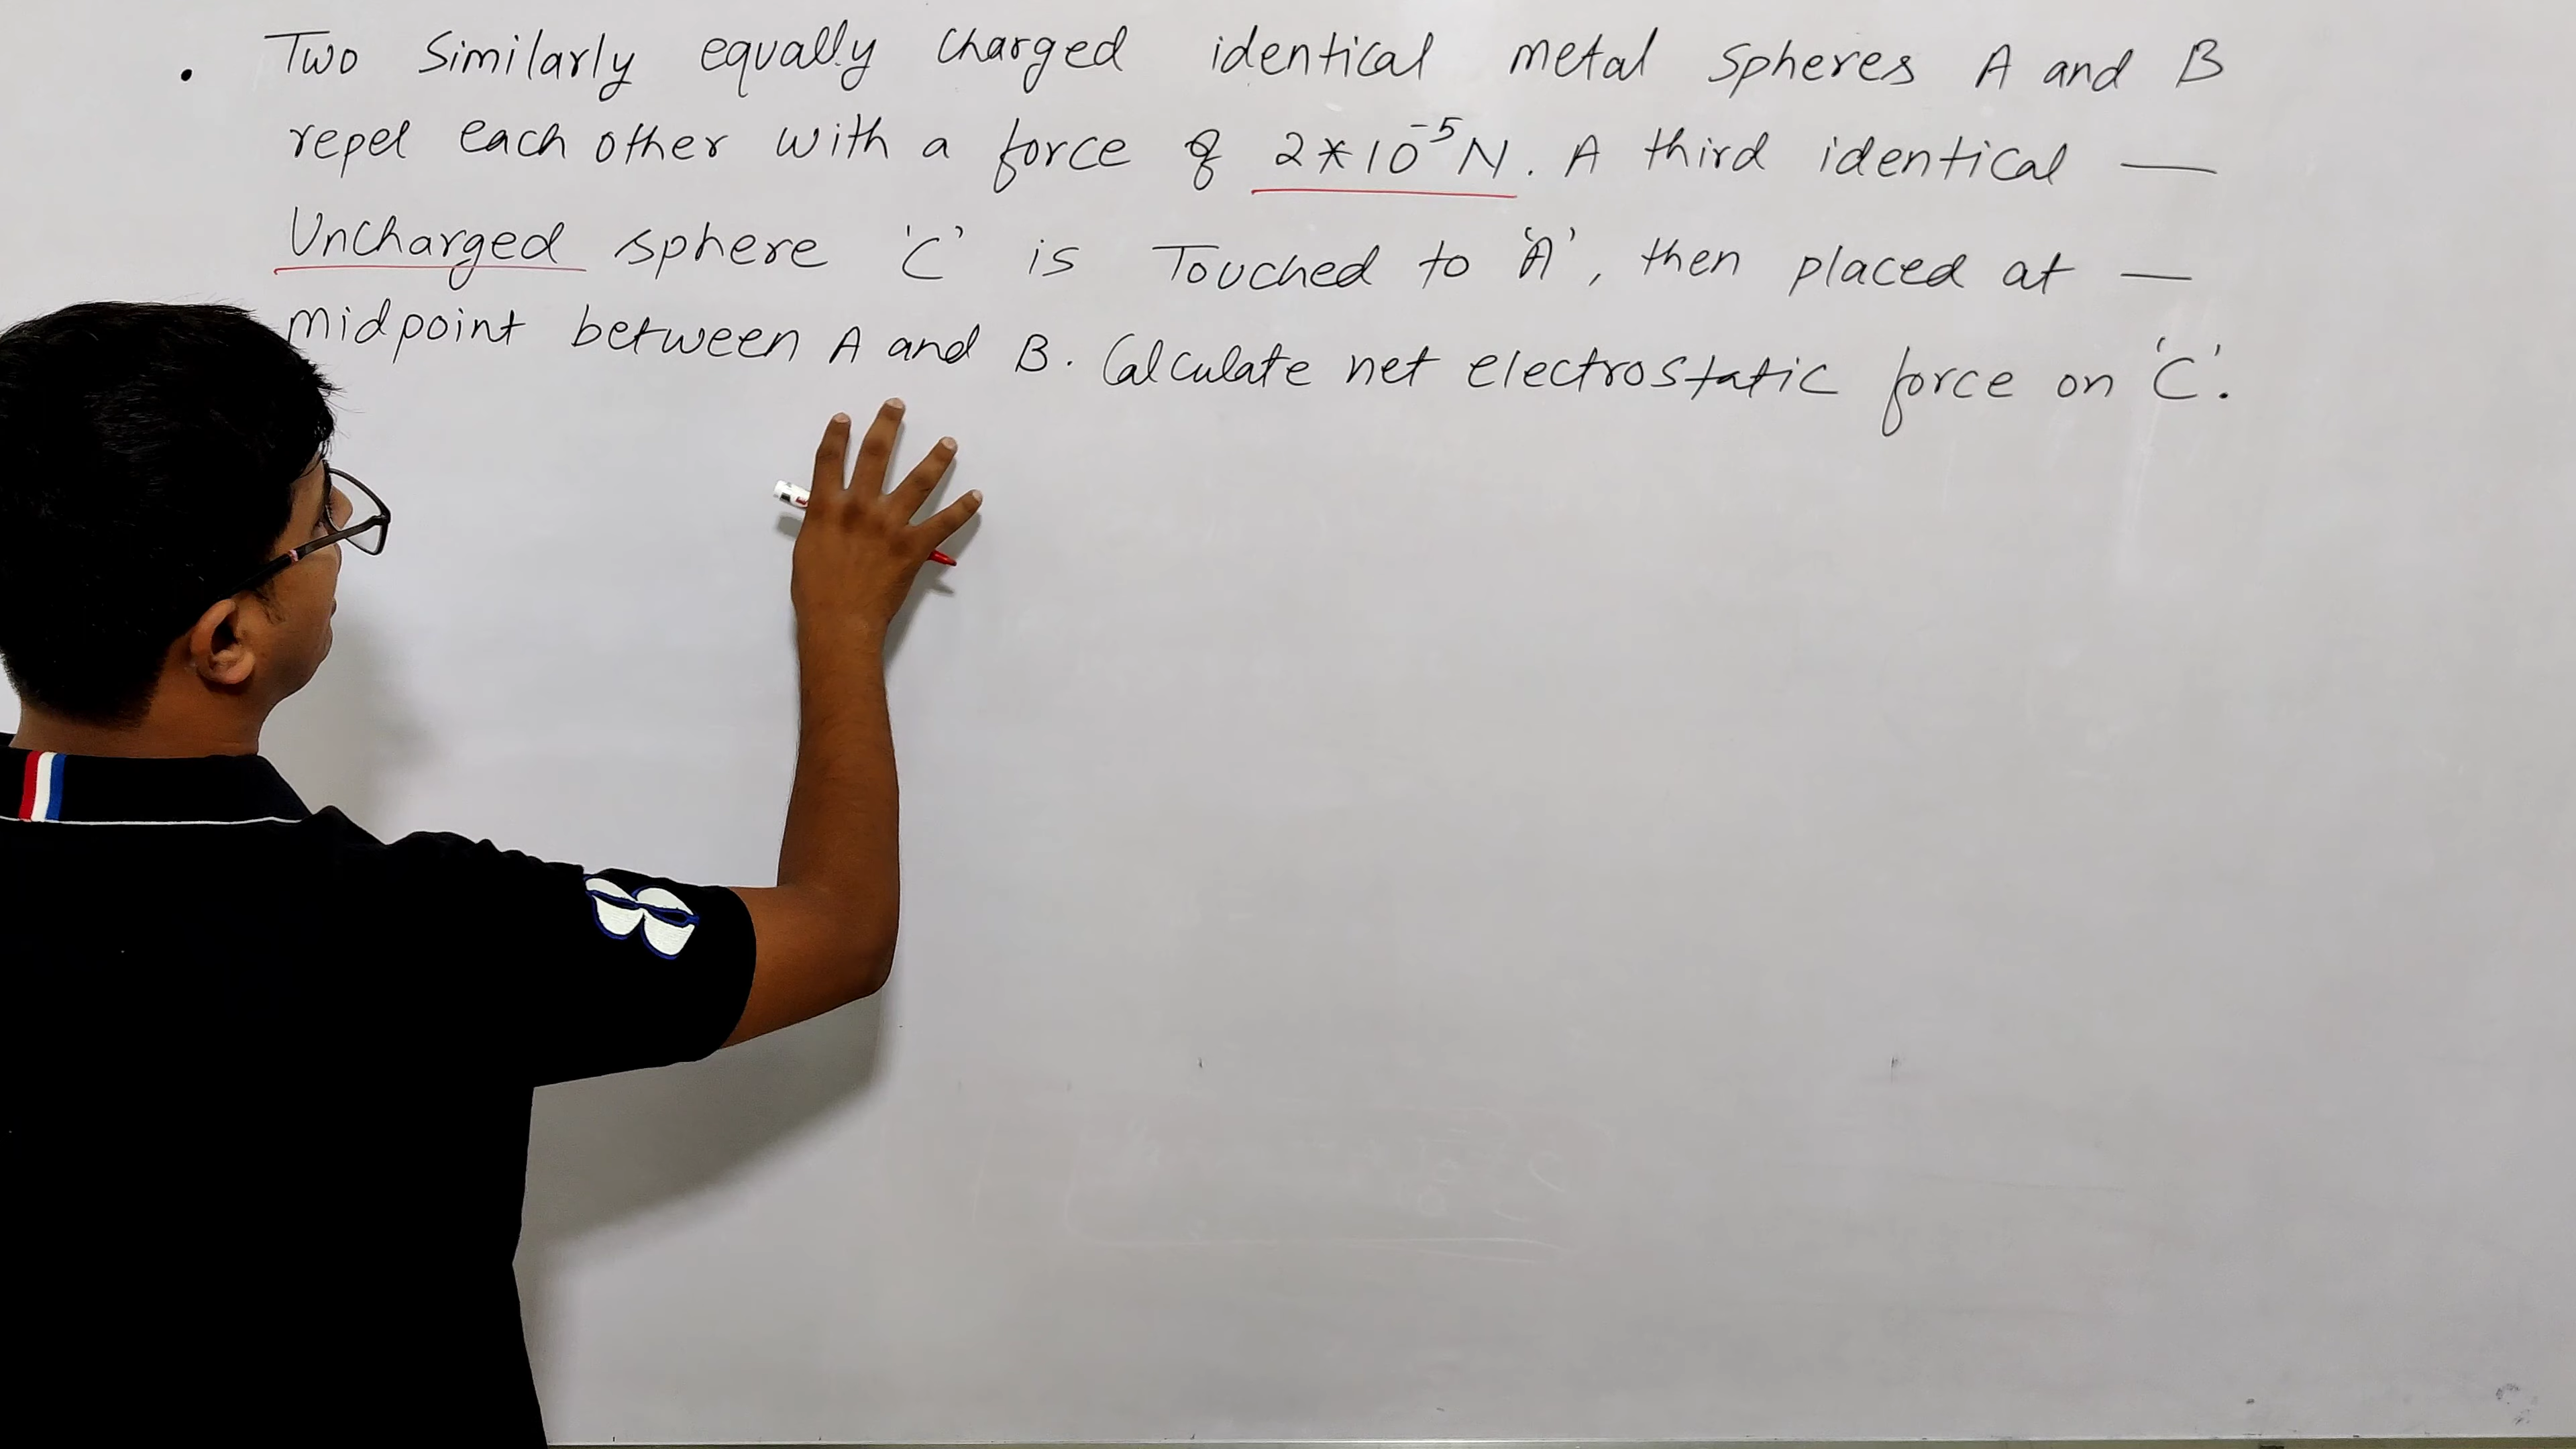 . Two Similarly equally charged identical metal spheres A and B
repel each other with a force of 2*10⁻⁵N. A third identical —
Uncharged sphere 'C' is Touched to 'A', then placed at —
midpoint between A and B. Calculate net electrostatic force on 'C'.